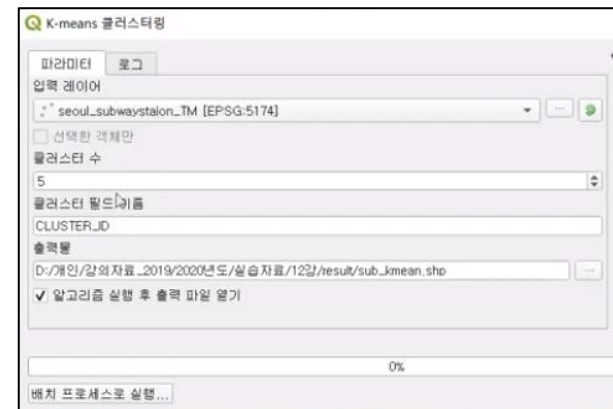 K-means 클러스터링
파라미터 로그
입력 레이어
seoul_subwaystaion_TM [EPSG:5174]
선택한 객체만
클러스터 수
5
클러스터 필드 이름
CLUSTER_ID
출력물
D:/개인/강의자료_2019/2020년도/실습자료/12강/result/sub_kmean.shp
알고리즘 실행 후 출력 파일 열기
0%
배치 프로세스로 실행...